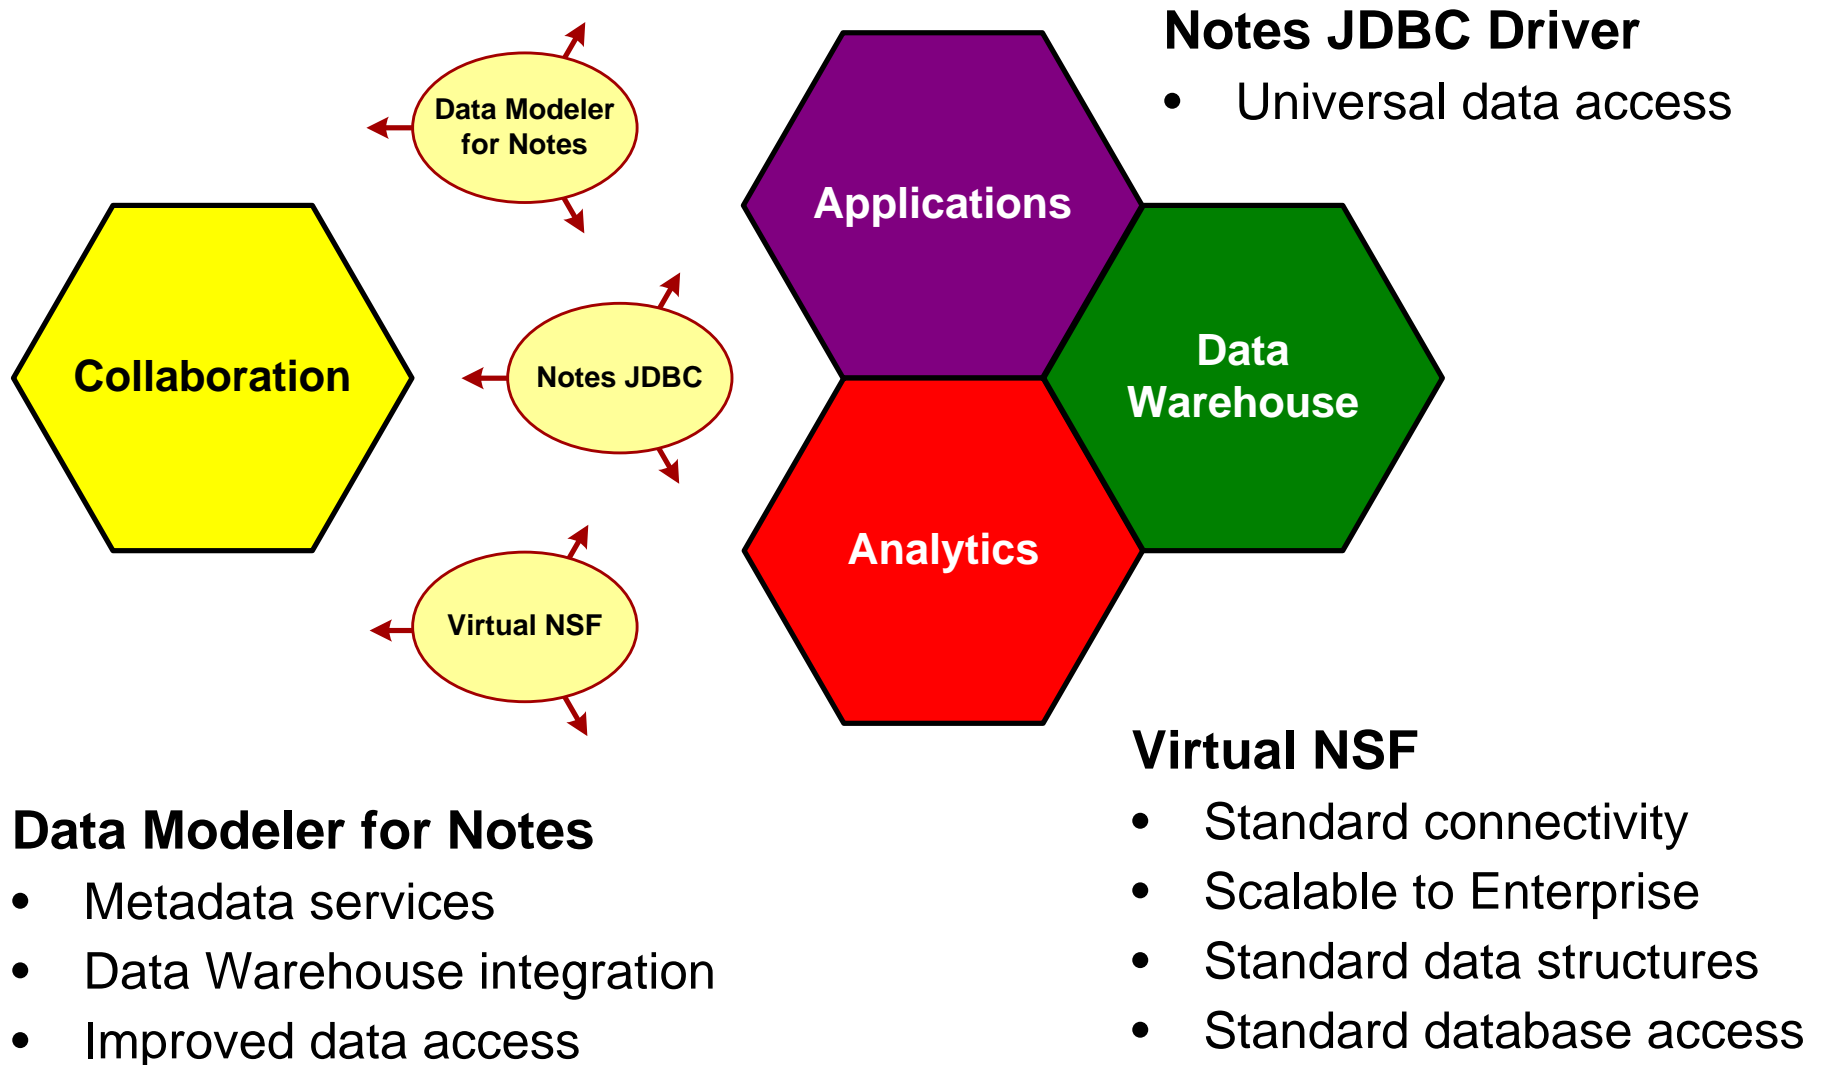 Notes JDBC Driver
• Universal data access
Data Modeler
for Notes
Applications
Collaboration
Notes JDBC
Data
Warehouse
Analytics
Virtual NSF
Virtual NSF
• Standard connectivity
• Scalable to Enterprise
• Standard data structures
• Standard database access
Data Modeler for Notes
• Metadata services
• Data Warehouse integration
• Improved data access